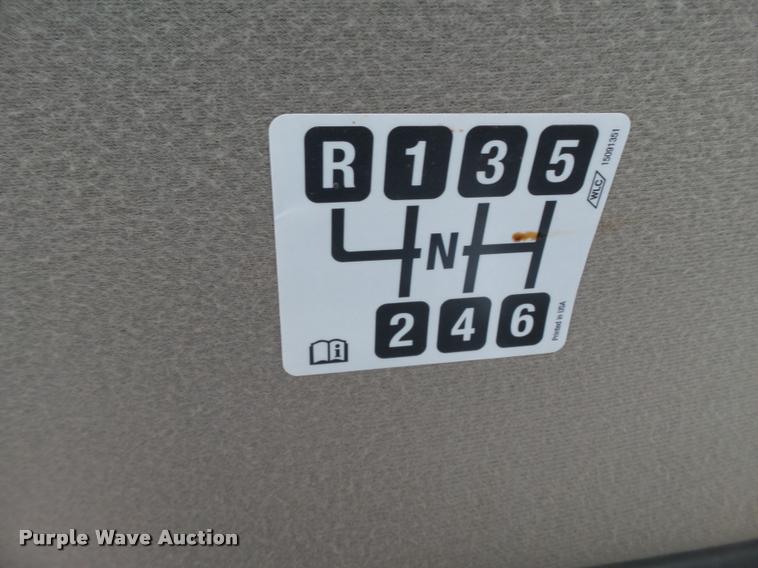 R 1 3 5
N
2 4 6
i
WLC
15091351
Printed in USA
Purple Wave Auction